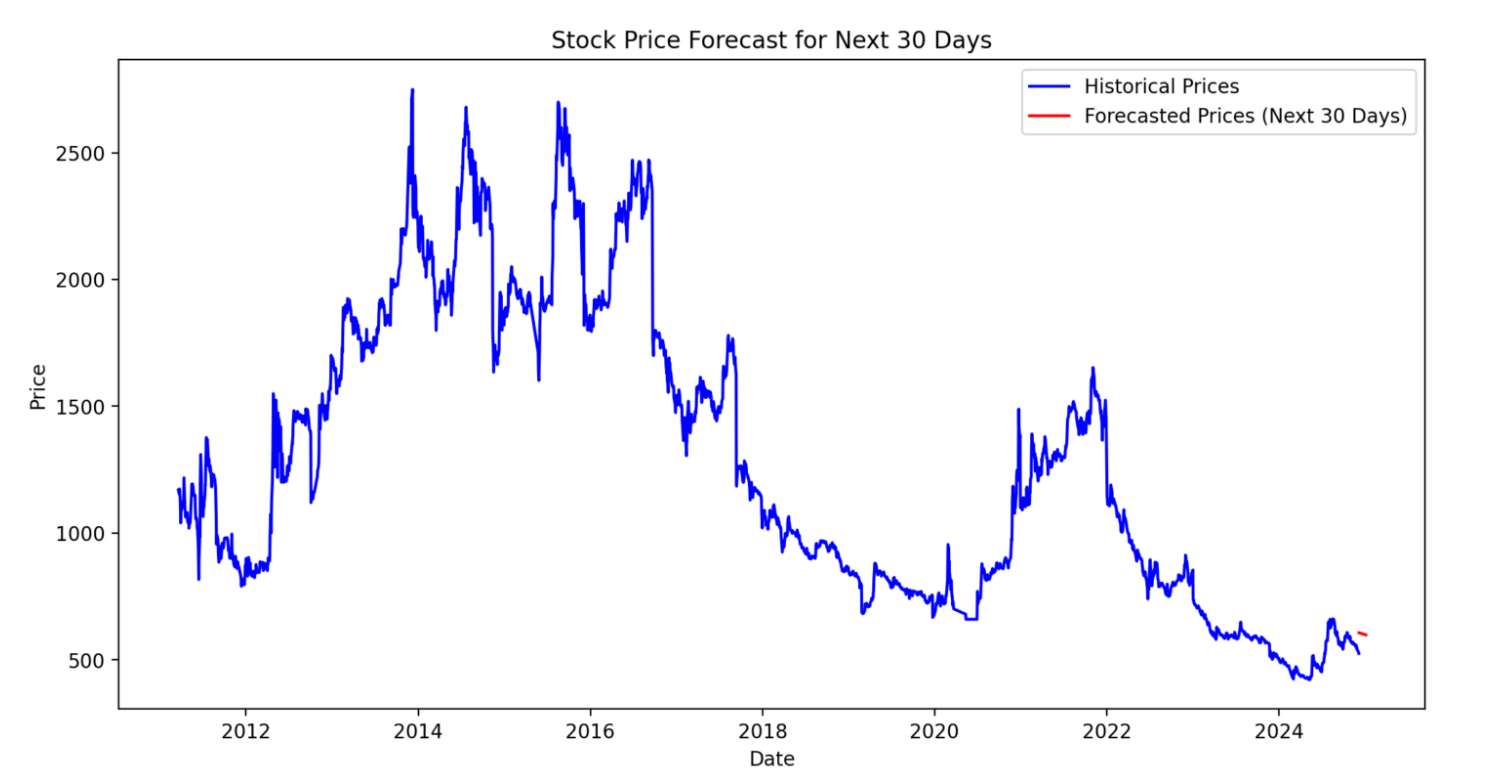 Stock Price Forecast for Next 30 Days
Historical Prices
Forecasted Prices (Next 30 Days)
Price
2500
2000
1500
1000
500
2012 2014 2016 2018 2020 2022 2024
Date